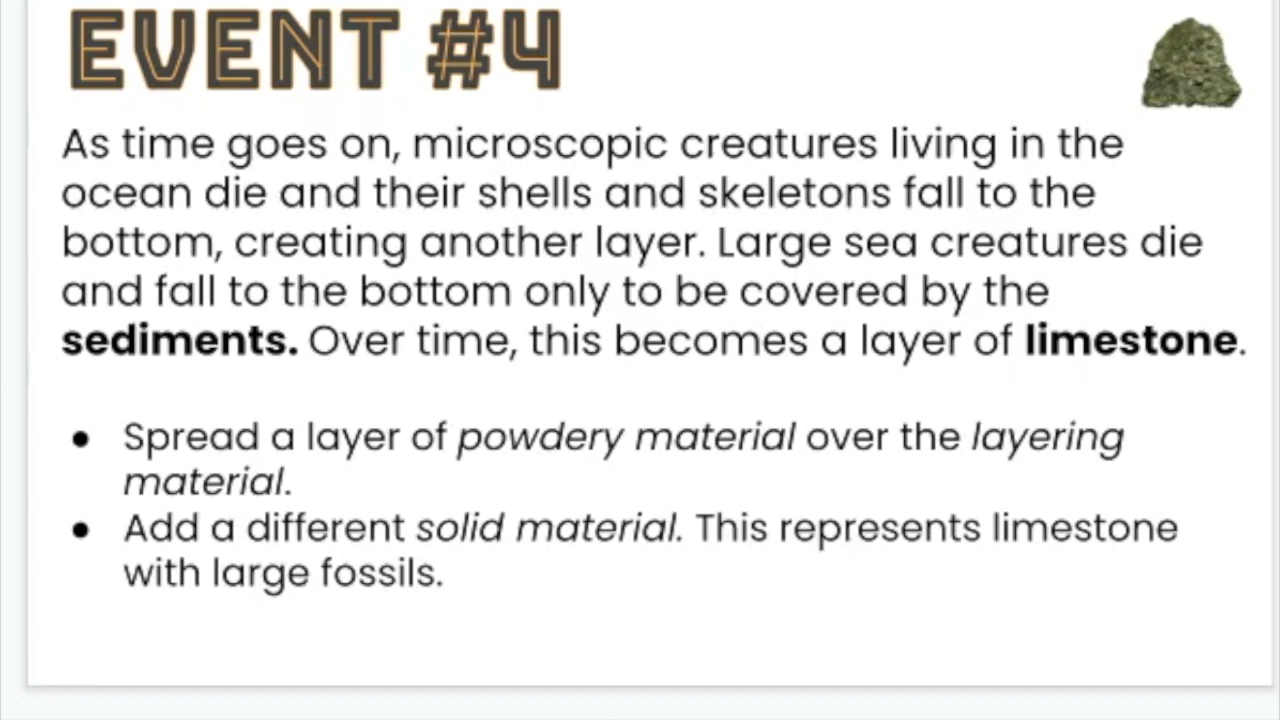 EVENT #4
As time goes on, microscopic creatures living in the
ocean die and their shells and skeletons fall to the
bottom, creating another layer. Large sea creatures die
and fall to the bottom only to be covered by the
sediments. Over time, this becomes a layer of limestone.
● Spread a layer of powdery material over the layering
material.
● Add a different solid material. This represents limestone
with large fossils.